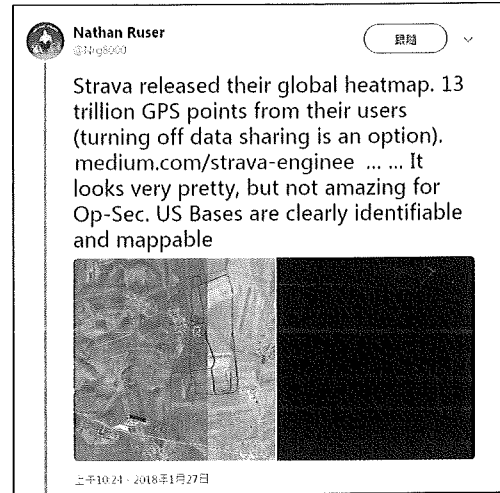 Nathan Ruser
@Nrg8000
跟隨
Strava released their global heatmap. 13
trillion GPS points from their users
(turning off data sharing is an option).
medium.com/strava-enginee ... ... It
looks very pretty, but not amazing for
Op-Sec. US Bases are clearly identifiable
and mappable
上午10:24 - 2018年1月27日